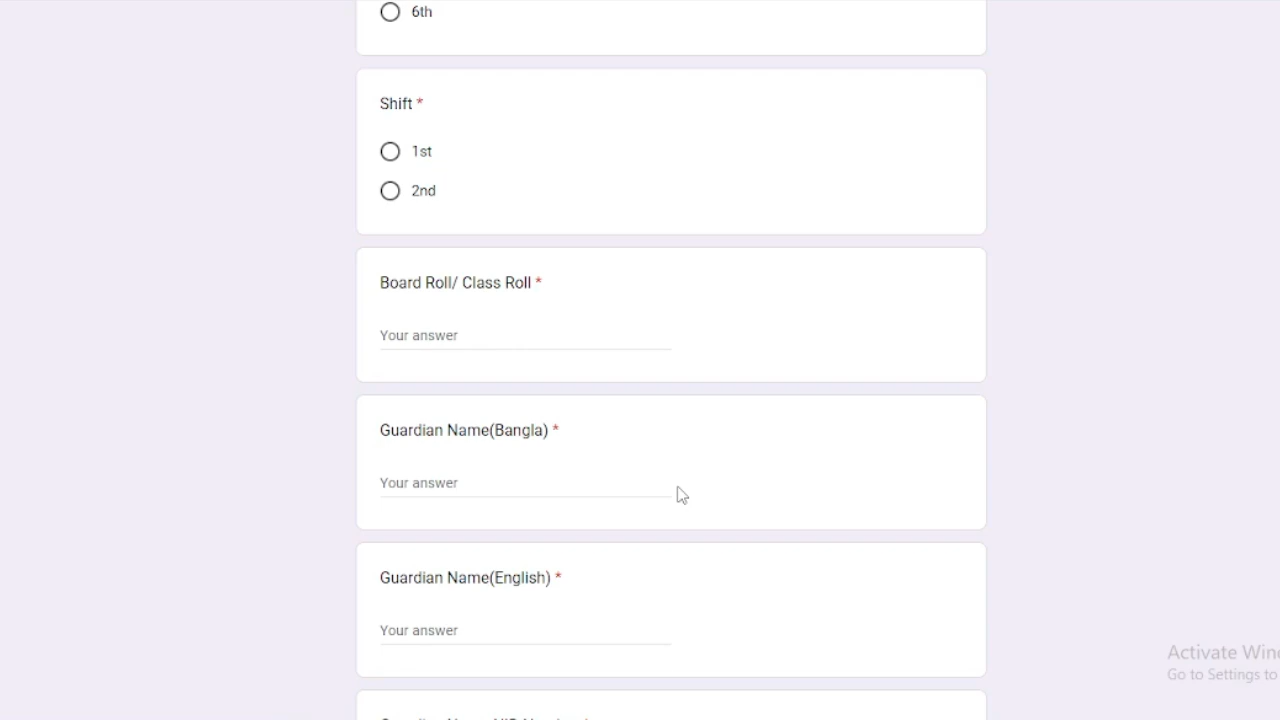 6th
Shift *
1st
2nd
Board Roll/ Class Roll *
Your answer
Guardian Name(Bangla) *
Your answer
Guardian Name(English) *
Your answer
Activate Win
Go to Settings to